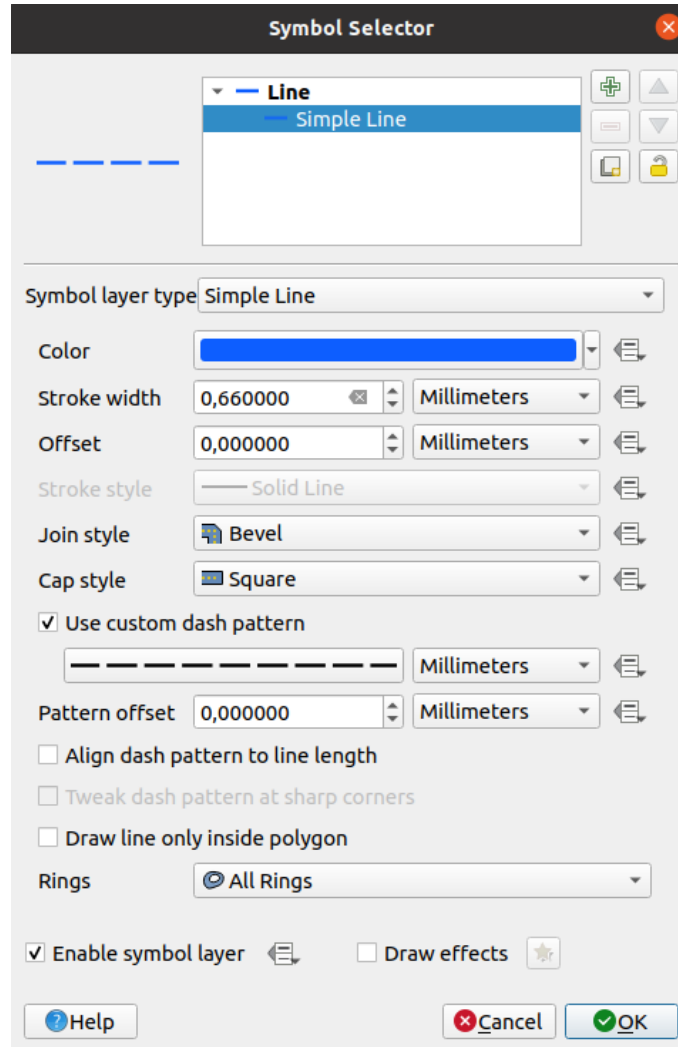 Symbol Selector
Line
Simple Line
Symbol layer type Simple Line
Color
Stroke width 0,660000 Millimeters
Offset 0,000000 Millimeters
Stroke style Solid Line
Join style Bevel
Cap style Square
Use custom dash pattern
Millimeters
Pattern offset 0,000000 Millimeters
Align dash pattern to line length
Tweak dash pattern at sharp corners
Draw line only inside polygon
Rings All Rings
Enable symbol layer Draw effects
Help Cancel OK